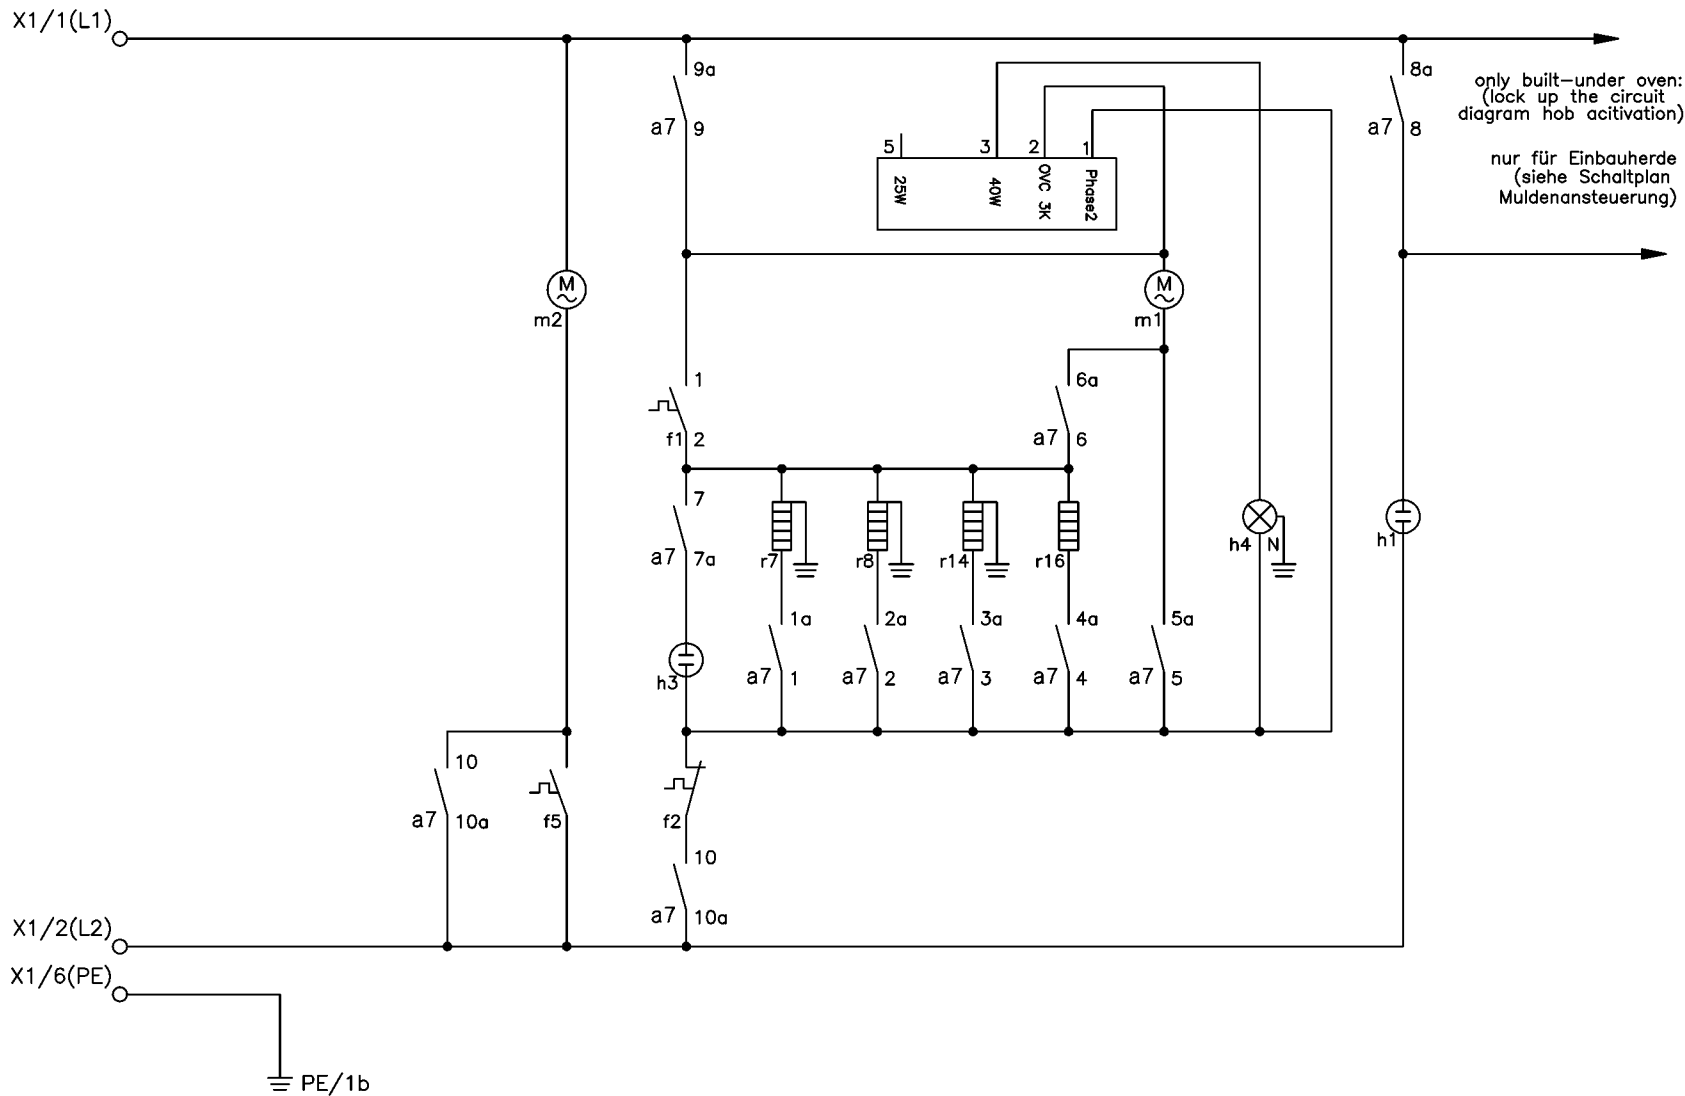 X1/1(L1)
9a
a7 9
8a
a7 8
only built-under oven:
(lock up the circuit
diagram hob acitivation)
nur für Einbauherde
(siehe Schaltplan
Muldenansteuerung)
5 3 2 1
25W
40W
OVC 3K
Phase2
M
m2
M
m1
1
f1 2
6a
a7 6
7
a7 7a
r7
r8
r14
r16
h4 N
h1
h3
1a
a7 1
2a
a7 2
3a
a7 3
4a
a7 4
5a
a7 5
10
a7 10a
f5
f2
10
a7 10a
X1/2(L2)
X1/6(PE)
PE/1b